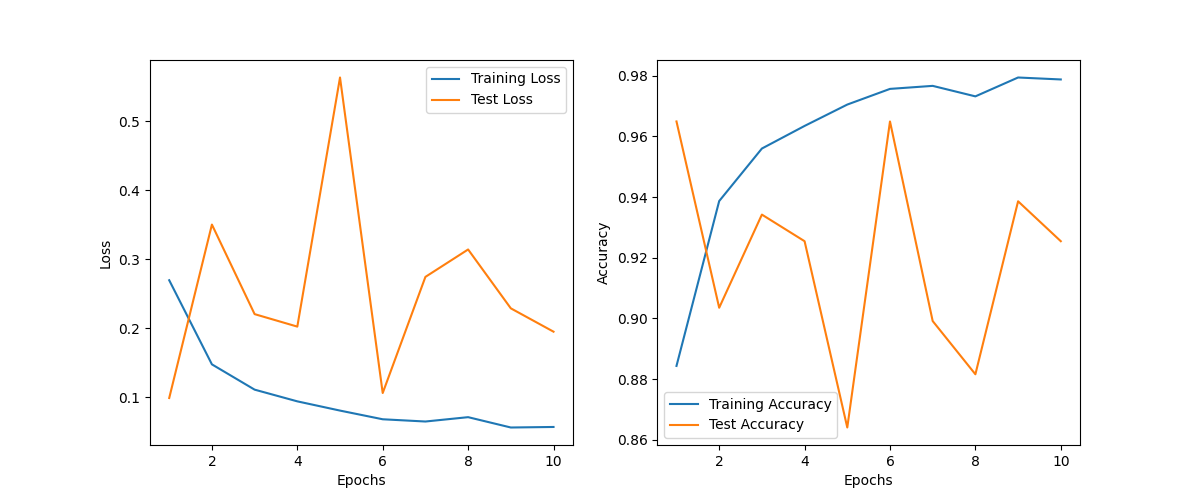 Training Loss
Test Loss
0.5
0.4
0.3
0.2
0.1
Loss
2
4
6
8
10
Epochs
0.98
0.96
0.94
0.92
0.90
0.88
0.86
Accuracy
Training Accuracy
Test Accuracy
2
4
6
8
10
Epochs